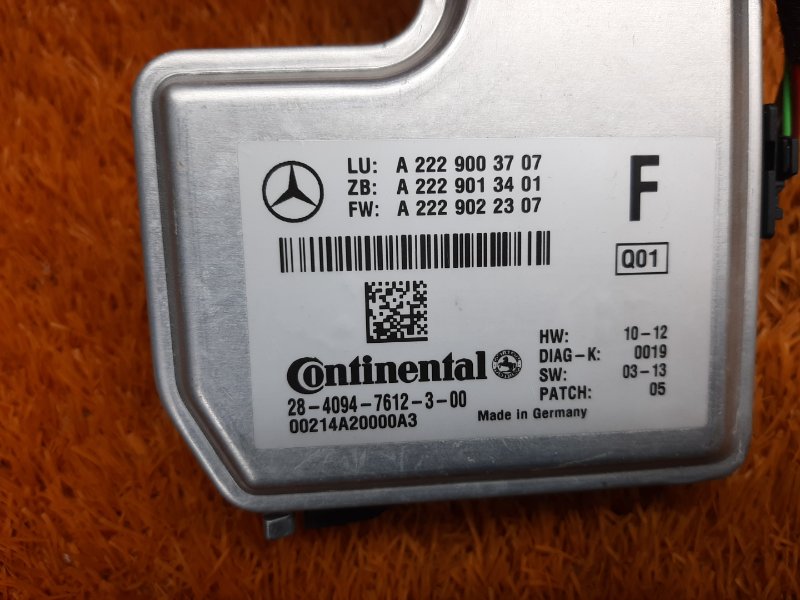 LU: A 222 900 37 07
ZB: A 222 901 34 01
FW: A 222 902 23 07
F
Q01
HW: 10-12
DIAG-K: 0019
SW: 03-13
PATCH: 05
Continental
28-4094-7612-3-00
00214A20000A3
Made in Germany